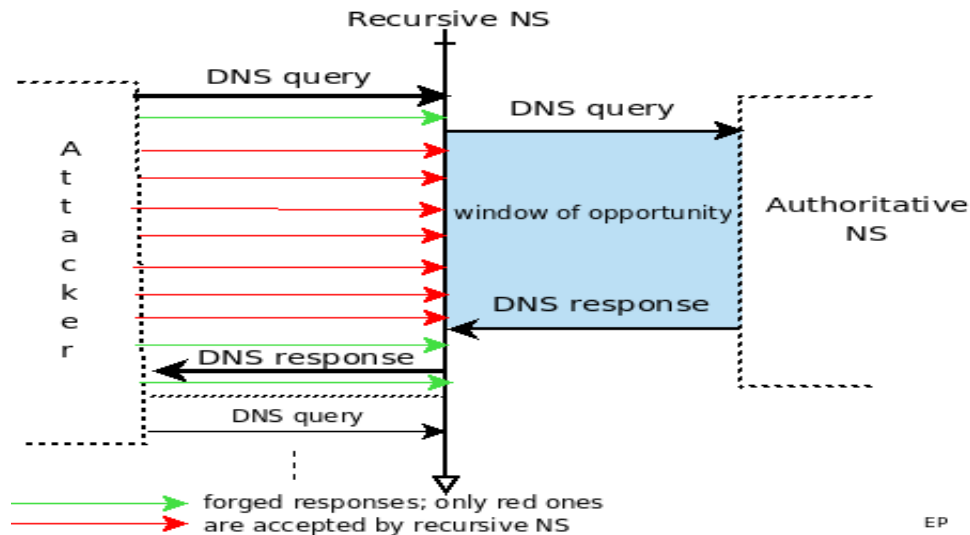 Recursive NS
DNS query
DNS query
Attacker
window of opportunity
Authoritative
NS
DNS response
DNS response
DNS query
forged responses; only red ones
are accepted by recursive NS
EP